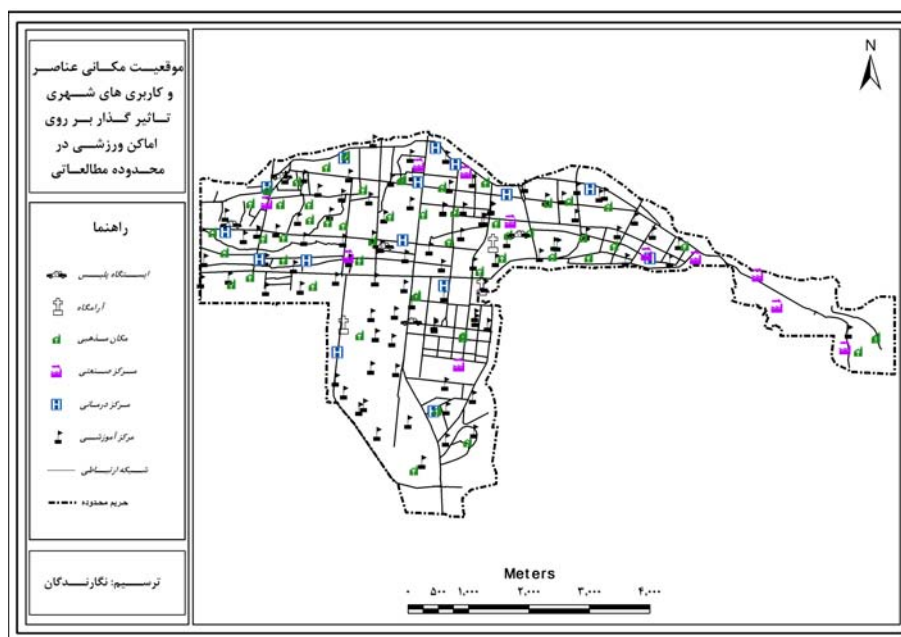 موقعیت مکانی عناصر
و کاربری های شهری
تاثیر گذار بر روی
اماکن ورزشی در
محدوده مطالعاتی
راهنما
ایستگاه پلیس
آرامگاه
مکان مذهبی
مرکز صنعتی
مرکز درمانی
مرکز آموزشی
شبکه ارتباطی
حریم محدوده
ترسیم: نگارندگان
N
Meters
۰ ۵۰۰ ۱,۰۰۰ ۲,۰۰۰ ۳,۰۰۰ ۴,۰۰۰